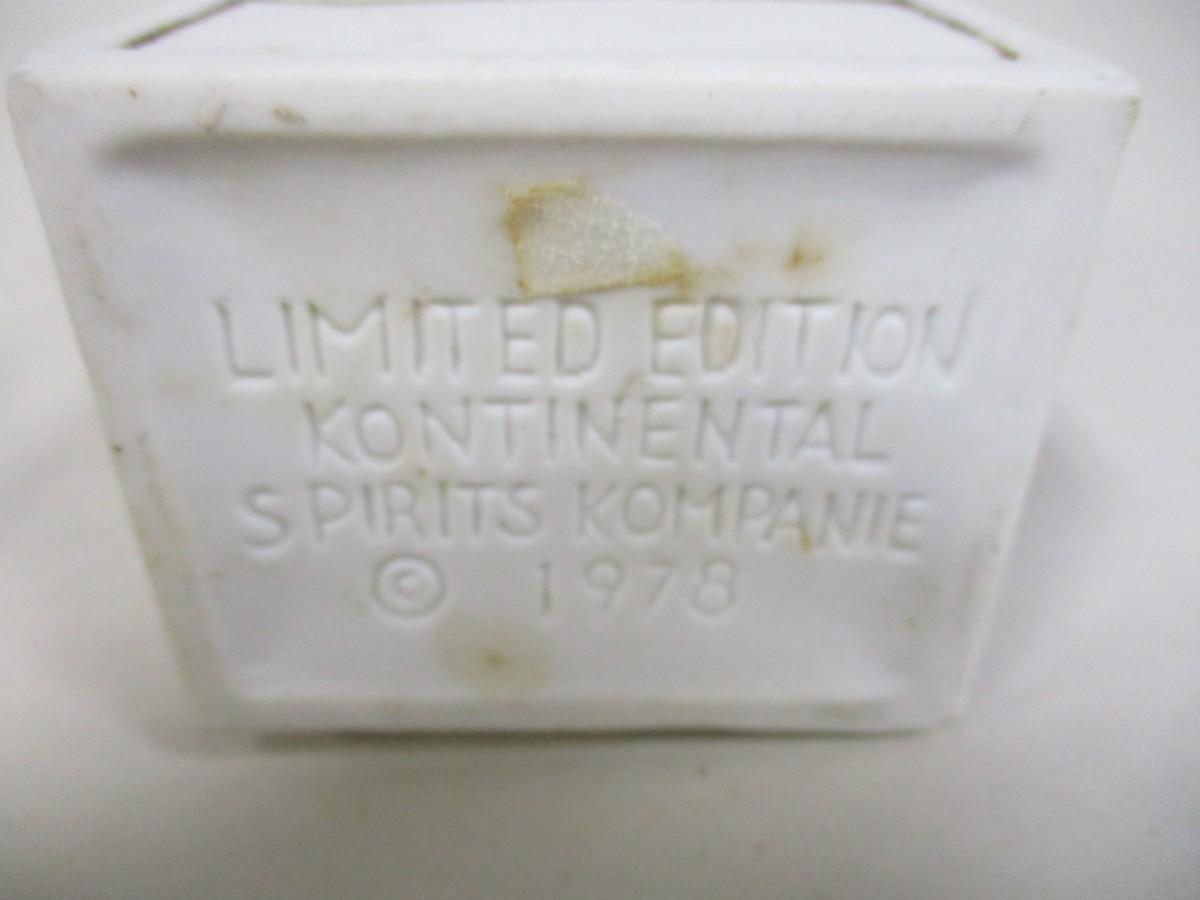 LIMITED EDITION
KONTINENTAL
SPIRITS KOMPANIE
© 1978